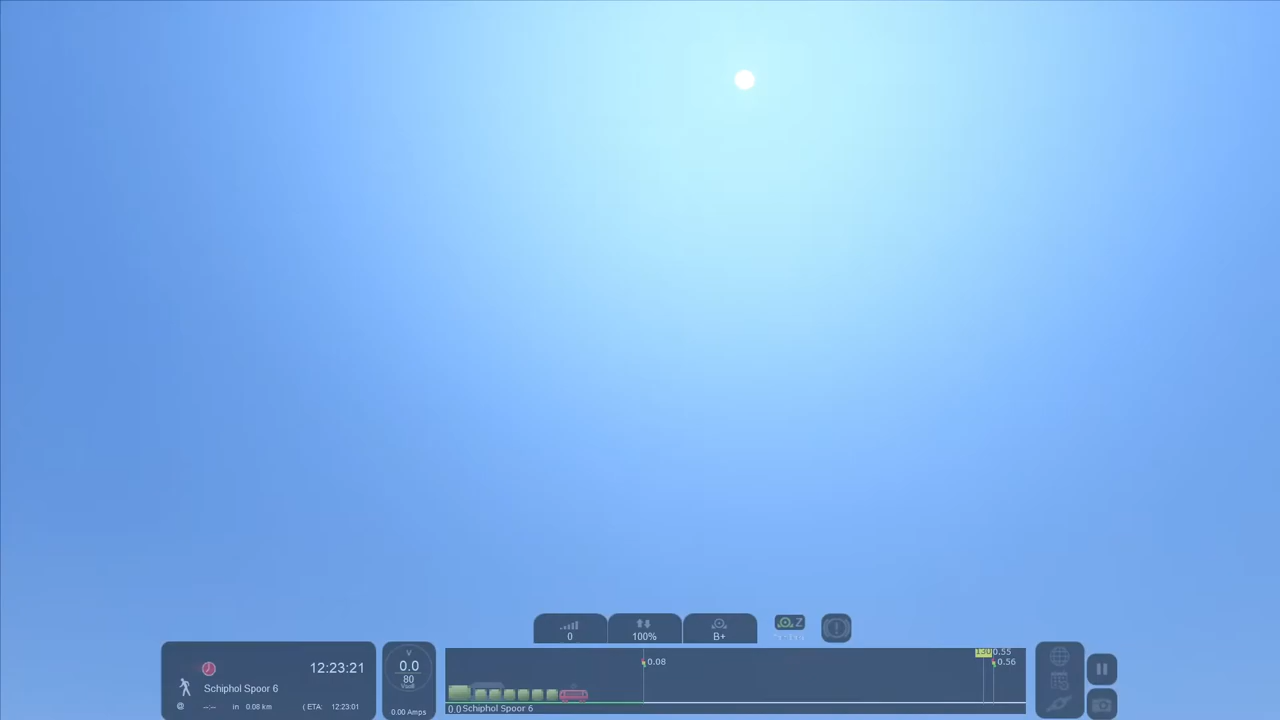 0
100%
B+
Z
12:23:21
Schiphol Spoor 6
@ --:-- in 0.08 km ( ETA: 12:23:01
V
0.0
80
0.00 Amps
0.08
130 0.55
0.56
0.0 Schiphol Spoor 6